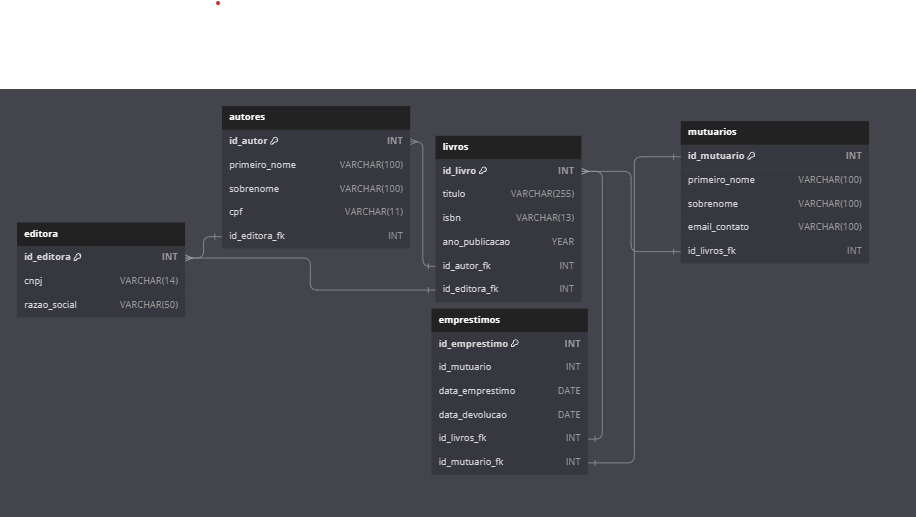 autores
id_autor INT
primeiro_nome VARCHAR(100)
sobrenome VARCHAR(100)
cpf VARCHAR(11)
id_editora_fk INT
livros
id_livro INT
titulo VARCHAR(255)
isbn VARCHAR(13)
ano_publicacao YEAR
id_autor_fk INT
id_editora_fk INT
mutuarios
id_mutuario INT
primeiro_nome VARCHAR(100)
sobrenome VARCHAR(100)
email_contato VARCHAR(100)
id_livros_fk INT
editora
id_editora INT
cnpj VARCHAR(14)
razao_social VARCHAR(50)
emprestimos
id_emprestimo INT
id_mutuario INT
data_emprestimo DATE
data_devolucao DATE
id_livros_fk INT
id_mutuario_fk INT